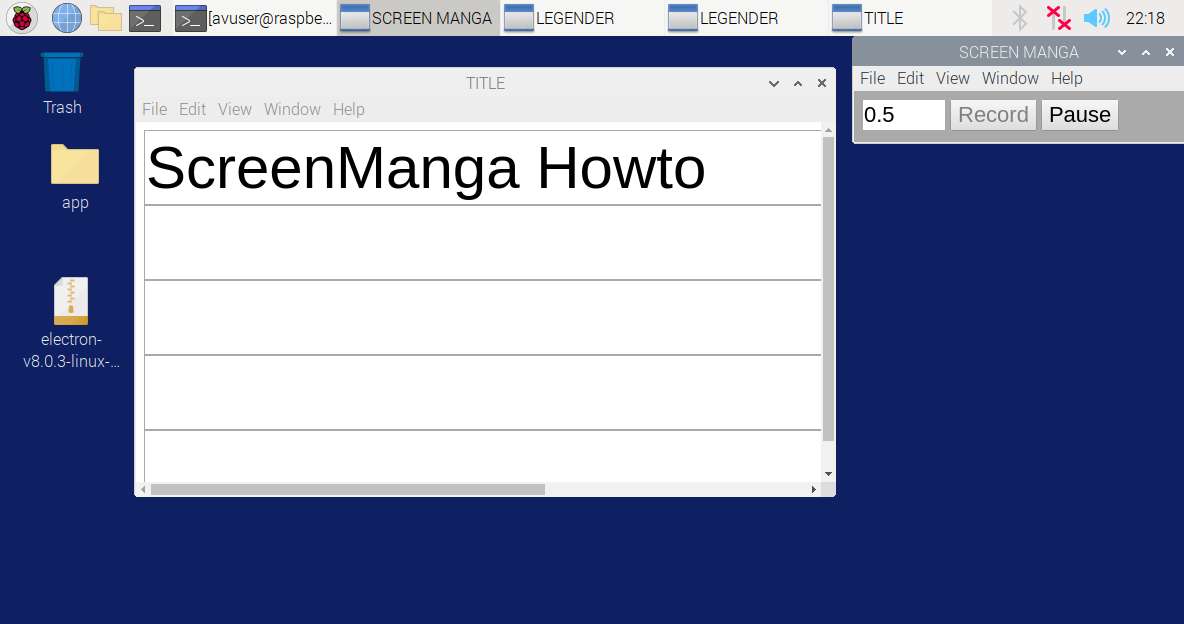 [avuser@raspbe... SCREEN MANGA LEGENDER LEGENDER TITLE 22:18
SCREEN MANGA
File Edit View Window Help
0.5 Record Pause
Trash
app
electron-
v8.0.3-linux-...
TITLE
File Edit View Window Help
ScreenManga Howto